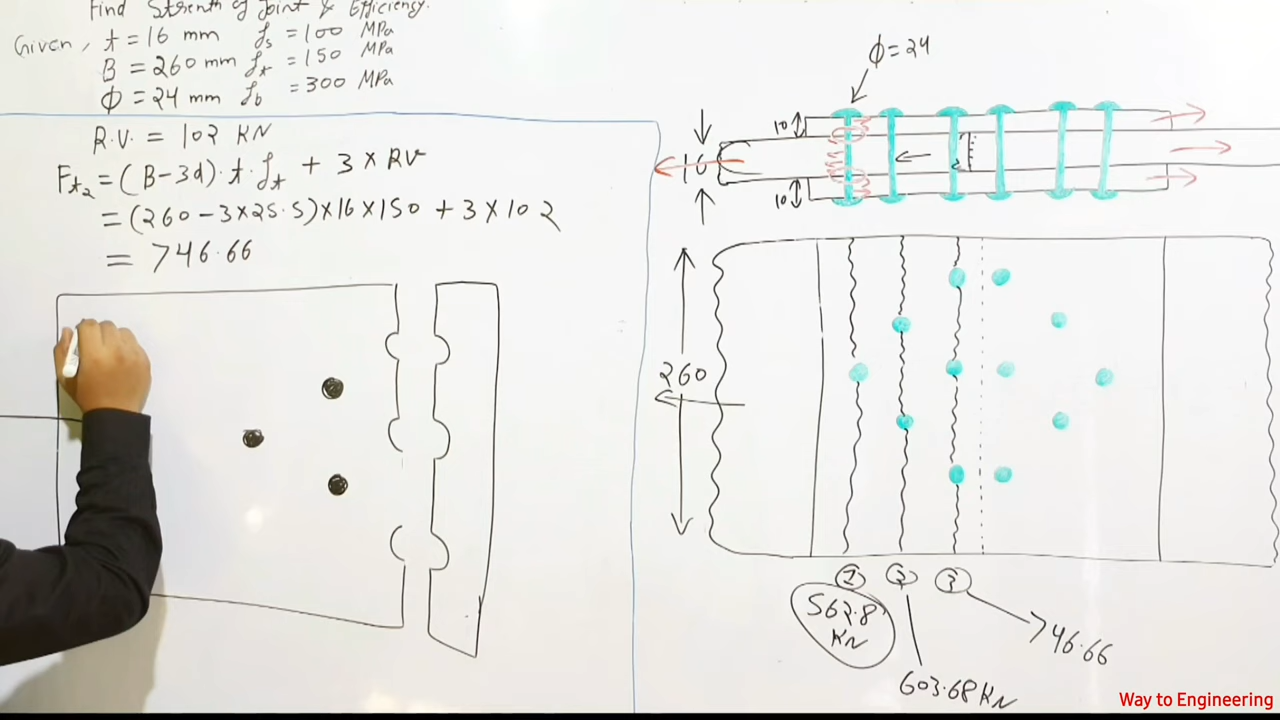 Find Strenth of Joint & Efficiency.
Given, t = 16 mm fs = 100 MPa
B = 260 mm ft = 150 MPa
Φ = 24 mm fb = 300 MPa
R.V. = 102 KN
Ft2 = (B-3d)·t·ft + 3×RV
= (260-3×25.5)×16×150 + 3×102
= 746.66
Φ = 24
10
16
10
260
1 2 3
562.8 KN
603.68 KN
746.66
Way to Engineering